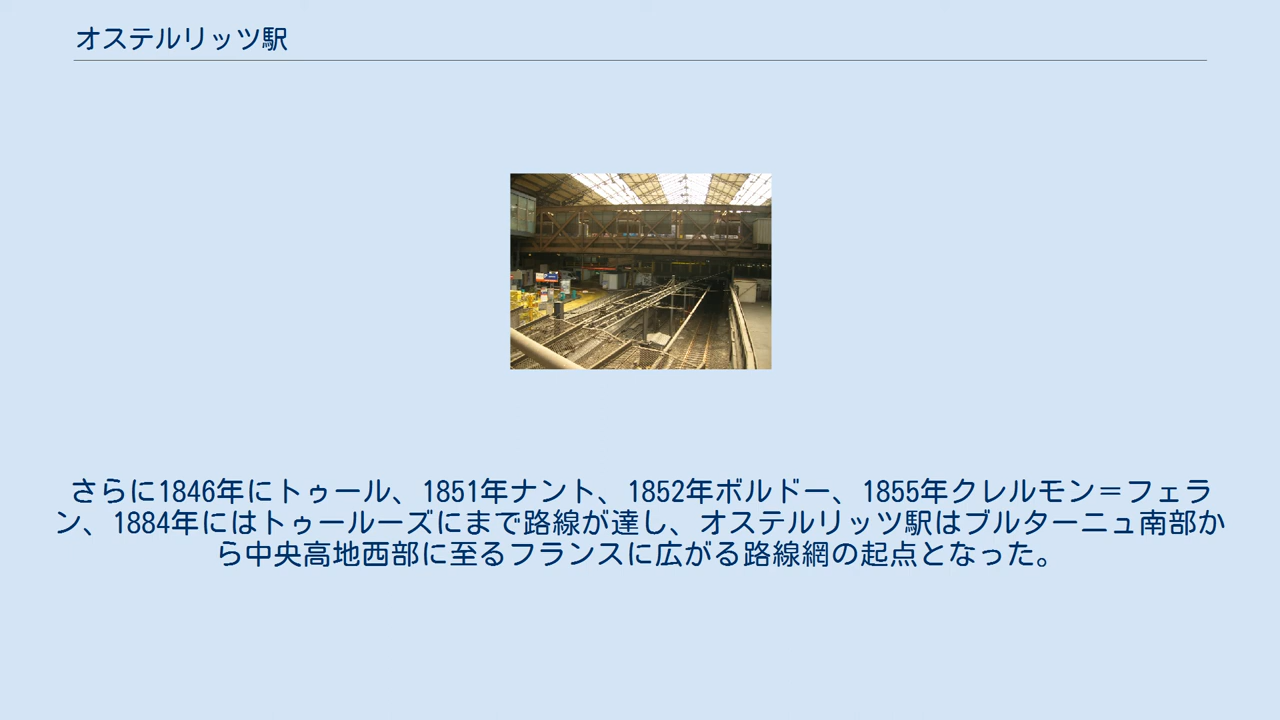 オステルリッツ駅
さらに1846年にトゥール、1851年ナント、1852年ボルドー、1855年クレルモン＝フェラ
ン、1884年にはトゥールーズにまで路線が達し、オステルリッツ駅はブルターニュ南部か
ら中央高地西部に至るフランスに広がる路線網の起点となった。